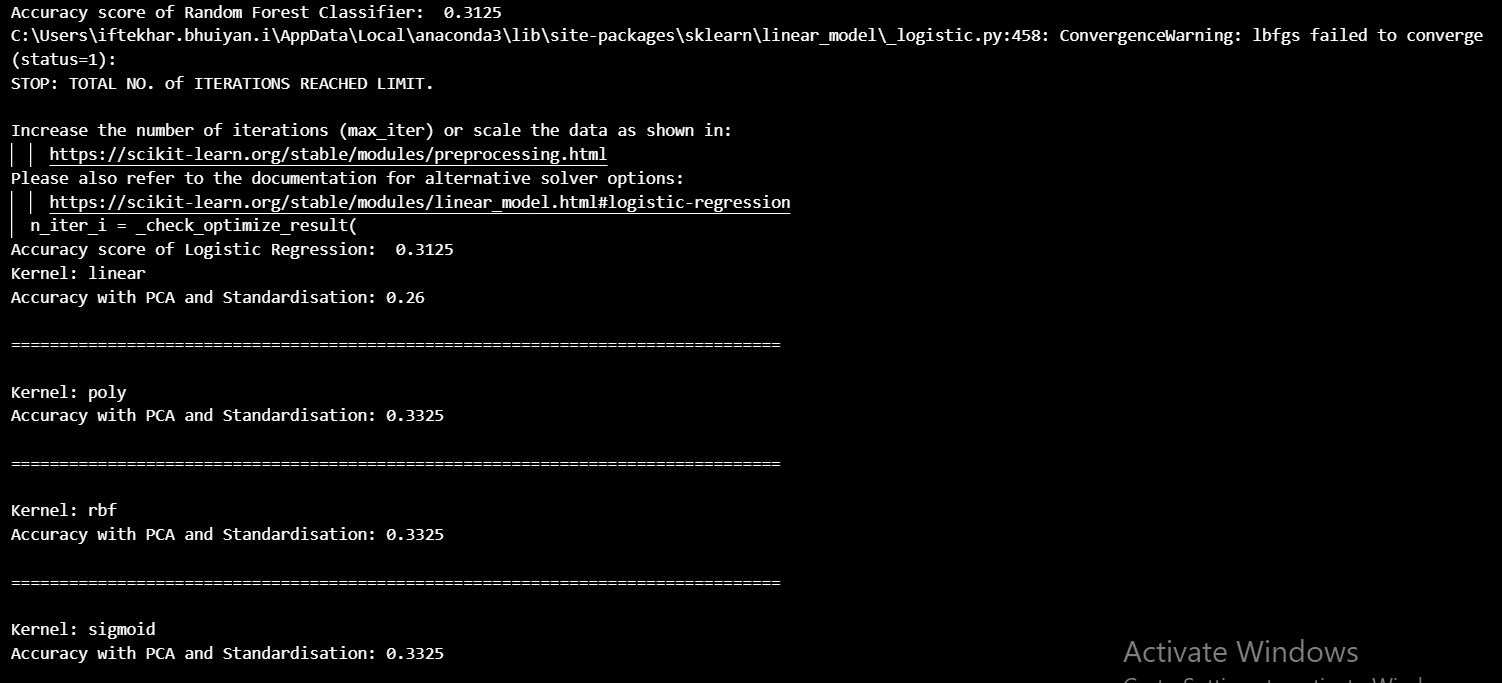 Accuracy score of Random Forest Classifier:  0.3125
C:\Users\iftekhar.bhuiyan.i\AppData\Local\anaconda3\lib\site-packages\sklearn\linear_model\_logistic.py:458: ConvergenceWarning: lbfgs failed to converge
(status=1):
STOP: TOTAL NO. of ITERATIONS REACHED LIMIT.
Increase the number of iterations (max_iter) or scale the data as shown in:
https://scikit-learn.org/stable/modules/preprocessing.html
Please also refer to the documentation for alternative solver options:
https://scikit-learn.org/stable/modules/linear_model.html#logistic-regression
n_iter_i = _check_optimize_result(
Accuracy score of Logistic Regression:  0.3125
Kernel: linear
Accuracy with PCA and Standardisation: 0.26
================================================================================
Kernel: poly
Accuracy with PCA and Standardisation: 0.3325
================================================================================
Kernel: rbf
Accuracy with PCA and Standardisation: 0.3325
================================================================================
Kernel: sigmoid
Accuracy with PCA and Standardisation: 0.3325
Activate Windows